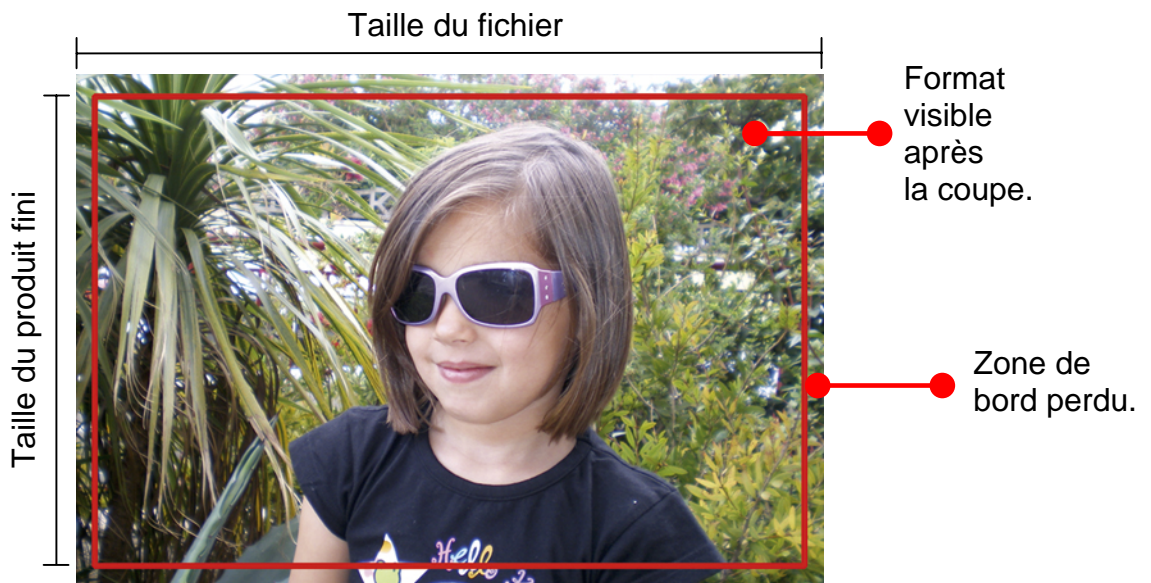 Taille du fichier
Format
visible
après
la coupe.
Taille du produit fini
Zone de
bord perdu.
Hello